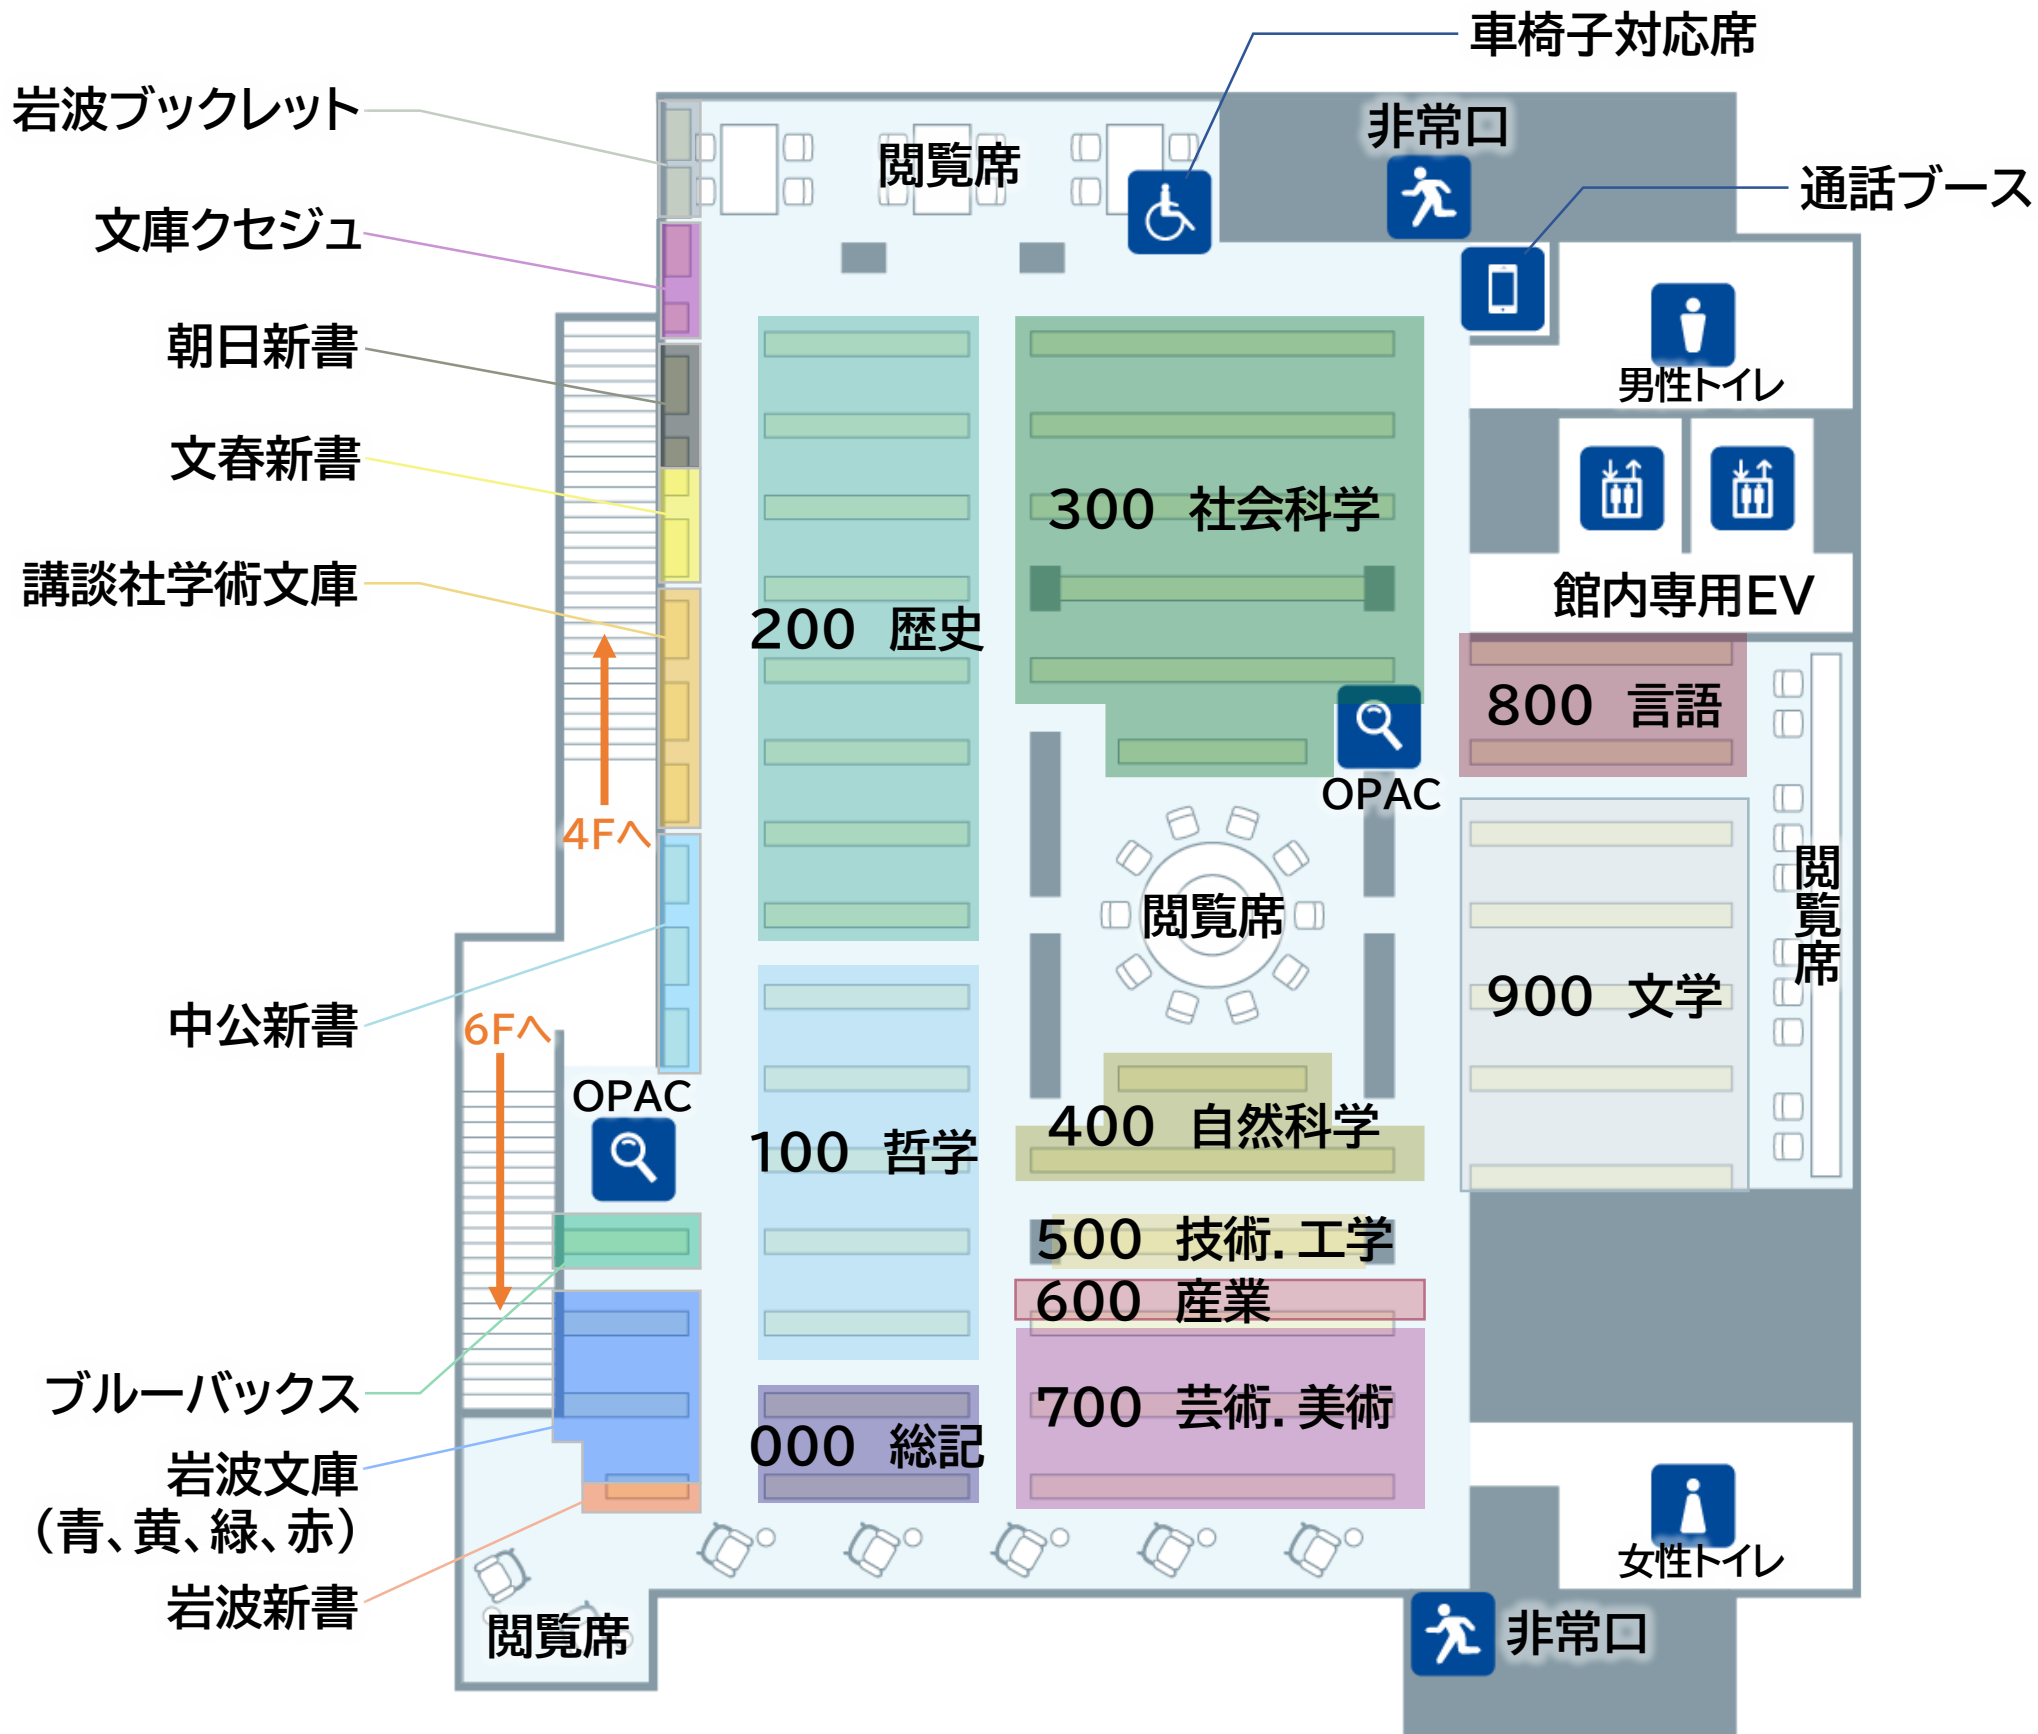 車椅子対応席
岩波ブックレット
非常口
閲覧席
通話ブース
文庫クセジュ
朝日新書
男性トイレ
文春新書
300 社会科学
講談社学術文庫
館内専用EV
200 歴史
800 言語
OPAC
4Fへ
閲覧席
閲覧席
900 文学
中公新書
6Fへ
OPAC
400 自然科学
100 哲学
500 技術.工学
600 産業
ブルーバックス
700 芸術.美術
000 総記
岩波文庫
（青、黄、緑、赤）
女性トイレ
岩波新書
閲覧席
非常口